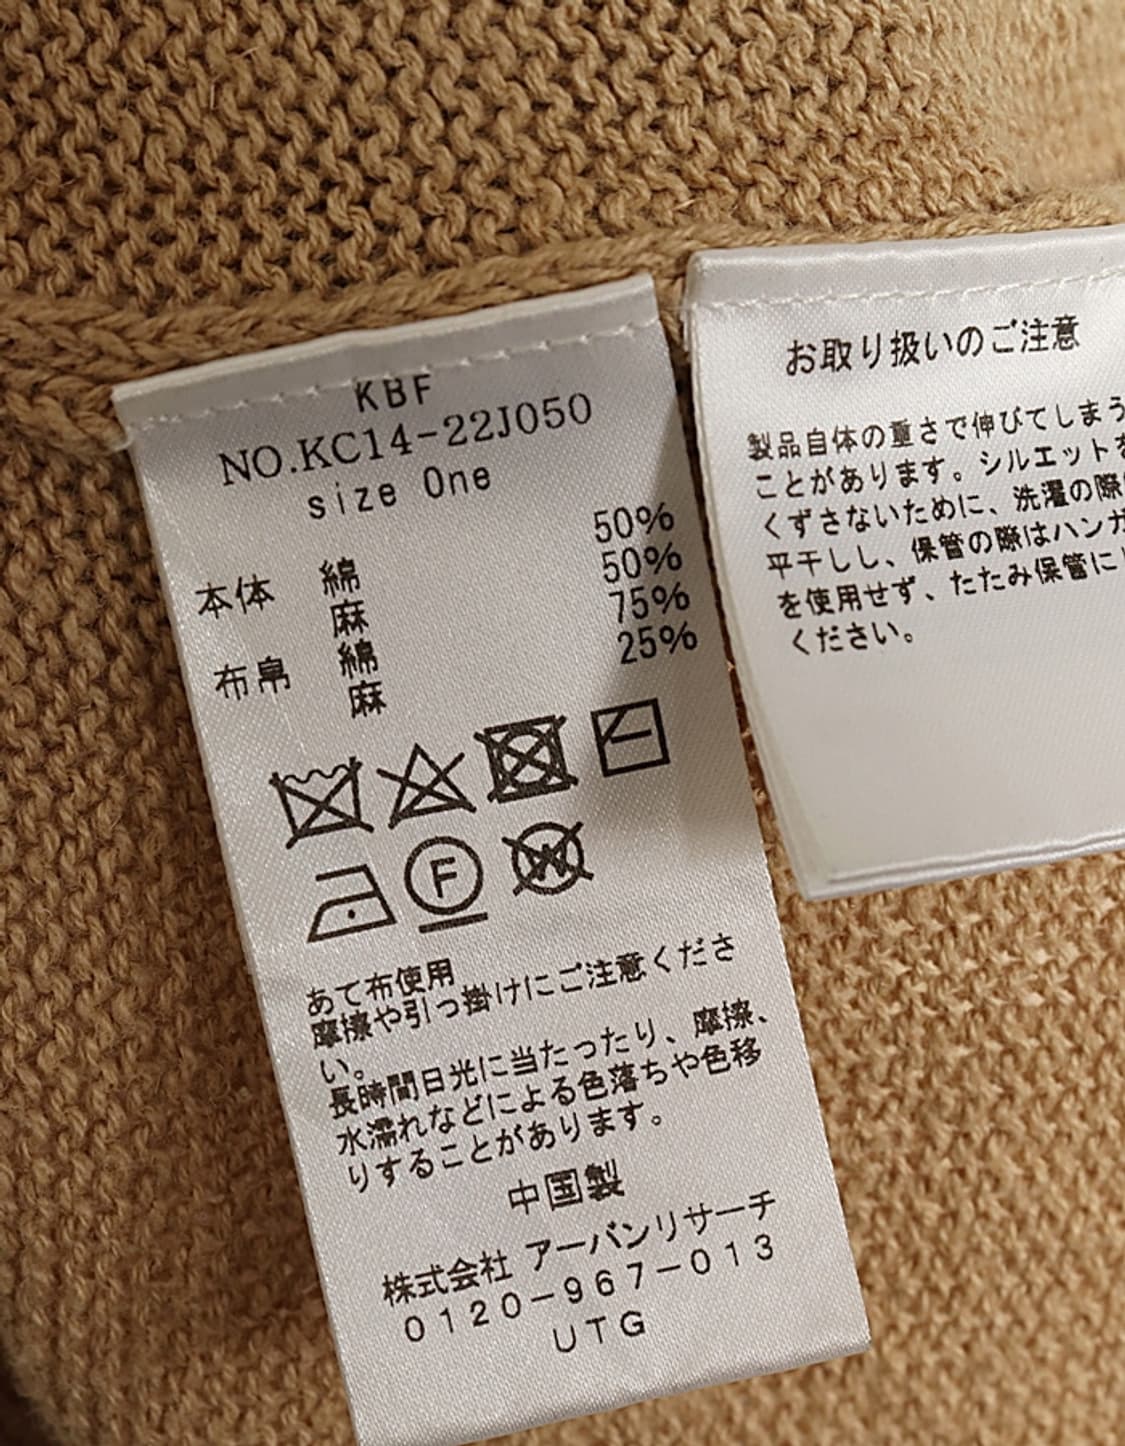 KBF
NO.KC14-22J050
size One
本体 綿 50%
麻 50%
布帛 綿 75%
麻 25%
F
W
あて布使用
摩擦や引っ掛けにご注意くださ
い。
長時間日光に当たったり、摩擦、
水濡れなどによる色落ちや色移
りすることがあります。
中国製
株式会社 アーバンリサーチ
0120-967-013
UTG
お取り扱いのご注意
製品自体の重さで伸びてしまう
ことがあります。シルエットを
くずさないために、洗濯の際
平干しし、保管の際はハンガ
を使用せず、たたみ保管に
ください。